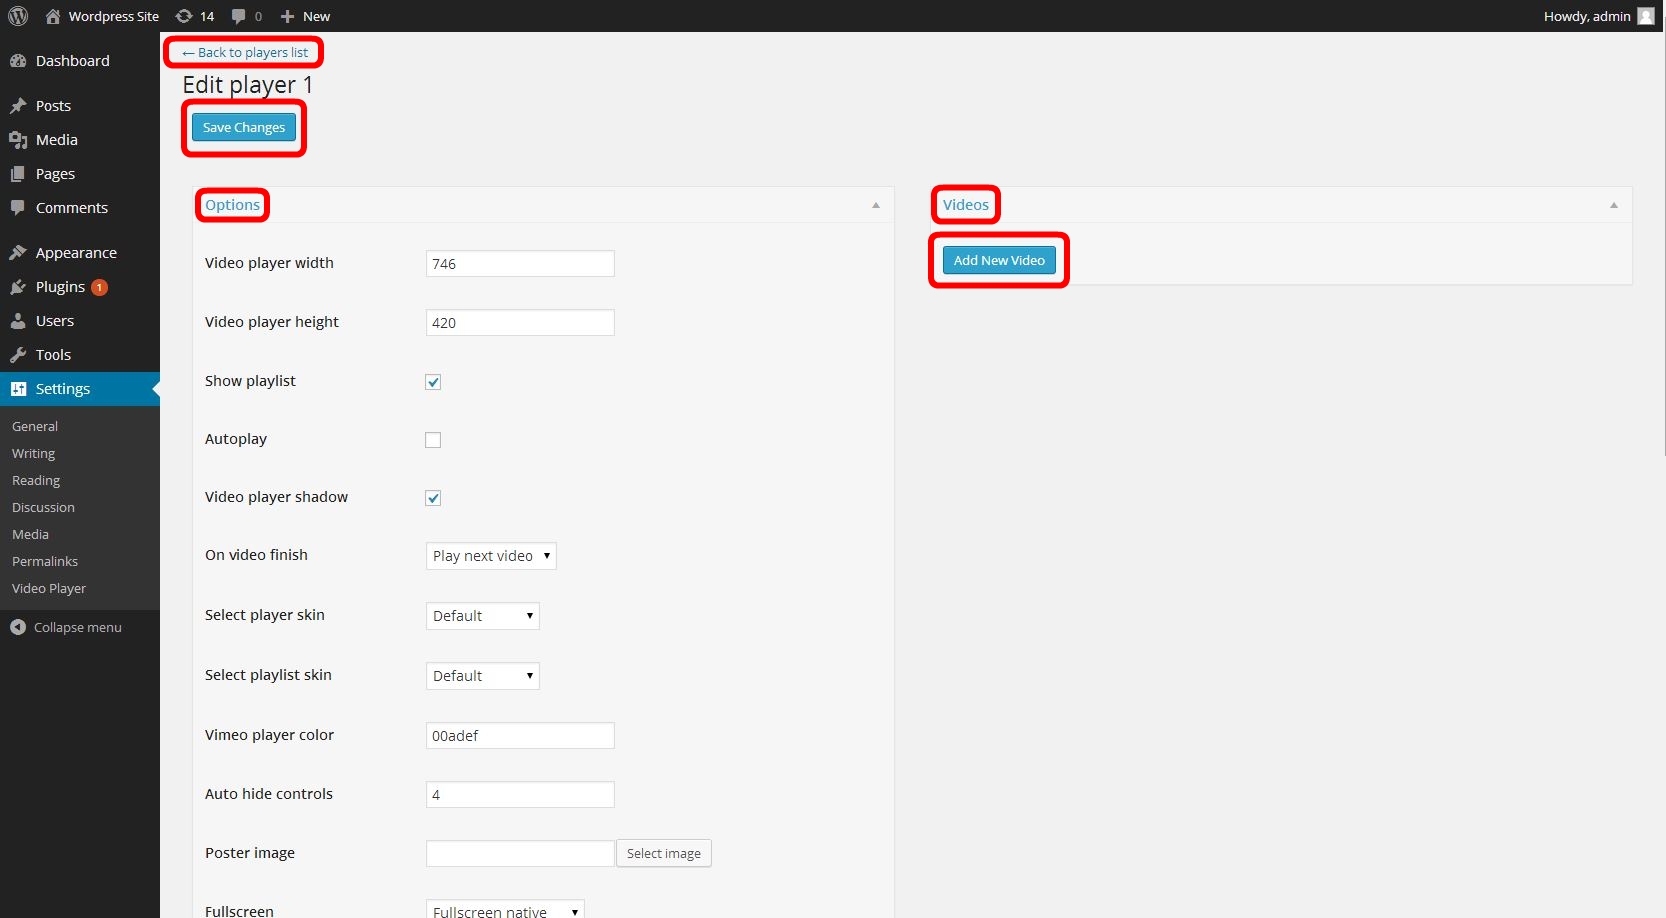 Wordpress Site 14 0 New Howdy, admin
Dashboard
Posts
Media
Pages
Comments
Appearance
Plugins 1
Users
Tools
Settings
General
Writing
Reading
Discussion
Media
Permalinks
Video Player
Collapse menu
← Back to players list
Edit player 1
Save Changes
Options
Video player width 746
Video player height 420
Show playlist
Autoplay
Video player shadow
On video finish Play next video
Select player skin Default
Select playlist skin Default
Vimeo player color 00adef
Auto hide controls 4
Poster image Select image
Fullscreen Fullscreen native
Videos
Add New Video